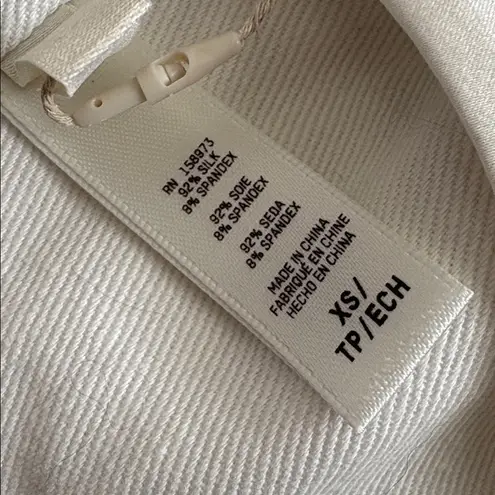 RN 158973
92% SILK
8% SPANDEX
92% SOIE
8% SPANDEX
92% SEDA
8% SPANDEX
MADE IN CHINA
FABRIQUÉ EN CHINE
HECHO EN CHINA
XS/
TP/ECH